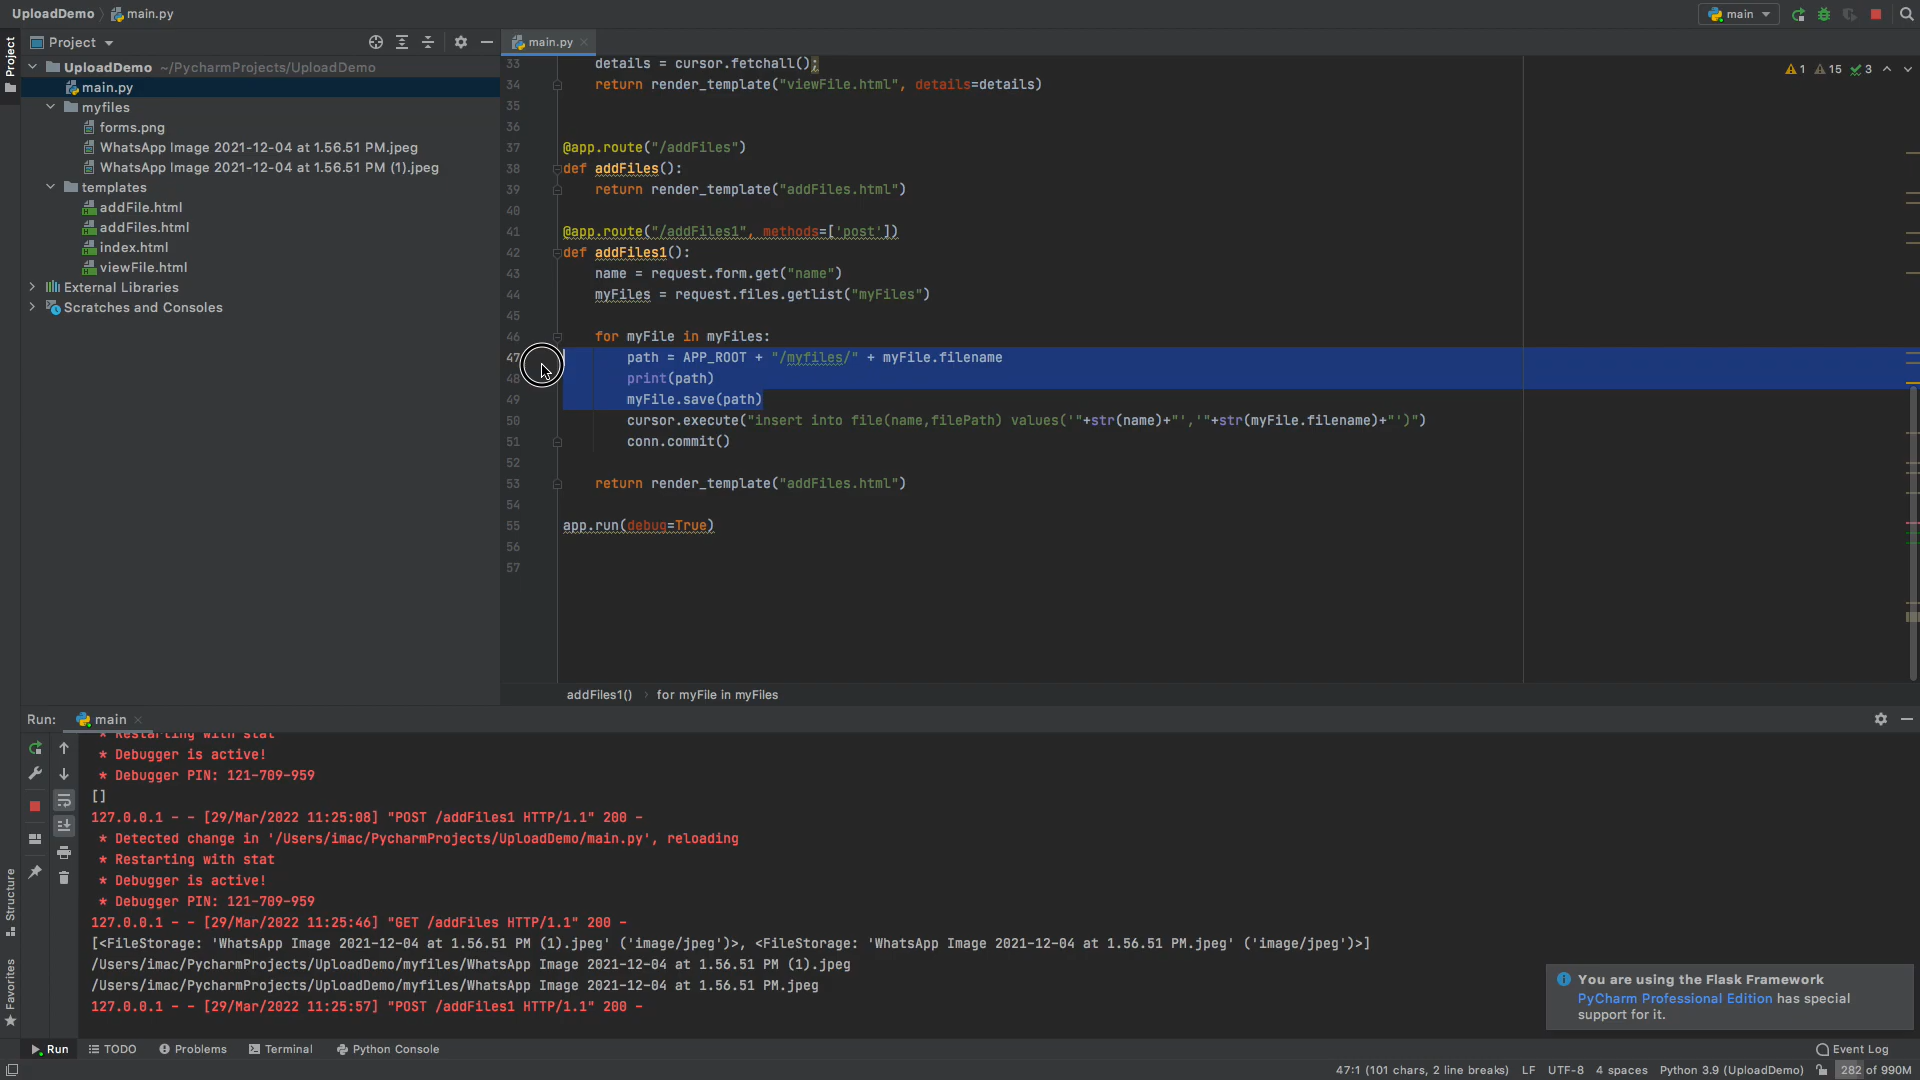 UploadDemo main.py
main
Project
main.py
Project
UploadDemo ~/PycharmProjects/UploadDemo
main.py
myfiles
forms.png
WhatsApp Image 2021-12-04 at 1.56.51 PM.jpeg
WhatsApp Image 2021-12-04 at 1.56.51 PM (1).jpeg
templates
addFile.html
addFiles.html
index.html
viewFile.html
External Libraries
Scratches and Consoles
1 15 3
33 details = cursor.fetchall();
34 return render_template("viewFile.html", details=details)
35
36
37 @app.route("/addFiles")
38 def addFiles():
39 return render_template("addFiles.html")
40
41 @app.route("/addFiles1", methods=['post'])
42 def addFiles1():
43 name = request.form.get("name")
44 myFiles = request.files.getlist("myFiles")
45
46 for myFile in myFiles:
47 path = APP_ROOT + "/myfiles/" + myFile.filename
48 print(path)
49 myFile.save(path)
50 cursor.execute("insert into file(name,filePath) values('"+str(name)+"','"+str(myFile.filename)+"')")
51 conn.commit()
52
53 return render_template("addFiles.html")
54
55 app.run(debug=True)
56
57
addFiles1() for myFile in myFiles
Run: main
* Restarting with stat
* Debugger is active!
* Debugger PIN: 121-709-959
[]
127.0.0.1 - - [29/Mar/2022 11:25:08] "POST /addFiles1 HTTP/1.1" 200 -
* Detected change in '/Users/imac/PycharmProjects/UploadDemo/main.py', reloading
* Restarting with stat
* Debugger is active!
* Debugger PIN: 121-709-959
127.0.0.1 - - [29/Mar/2022 11:25:46] "GET /addFiles HTTP/1.1" 200 -
[<FileStorage: 'WhatsApp Image 2021-12-04 at 1.56.51 PM (1).jpeg' ('image/jpeg')>, <FileStorage: 'WhatsApp Image 2021-12-04 at 1.56.51 PM.jpeg' ('image/jpeg')>]
/Users/imac/PycharmProjects/UploadDemo/myfiles/WhatsApp Image 2021-12-04 at 1.56.51 PM (1).jpeg
/Users/imac/PycharmProjects/UploadDemo/myfiles/WhatsApp Image 2021-12-04 at 1.56.51 PM.jpeg
127.0.0.1 - - [29/Mar/2022 11:25:57] "POST /addFiles1 HTTP/1.1" 200 -
Structure
Favorites
You are using the Flask Framework
PyCharm Professional Edition has special
support for it.
Run TODO Problems Terminal Python Console
Event Log
47:1 (101 chars, 2 line breaks) LF UTF-8 4 spaces Python 3.9 (UploadDemo) 282 of 990M